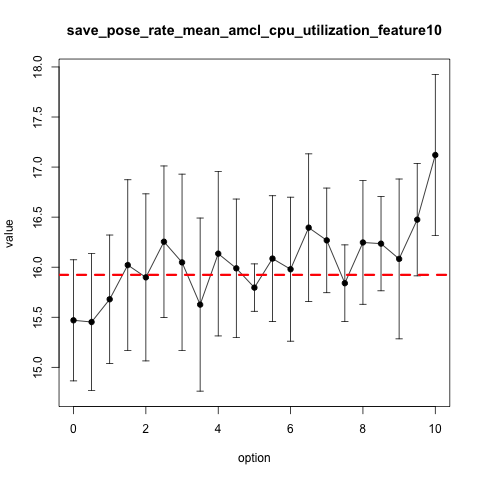 save_pose_rate_mean_amcl_cpu_utilization_feature10
18.0
17.5
17.0
16.5
16.0
15.5
15.0
value
0 2 4 6 8 10
option